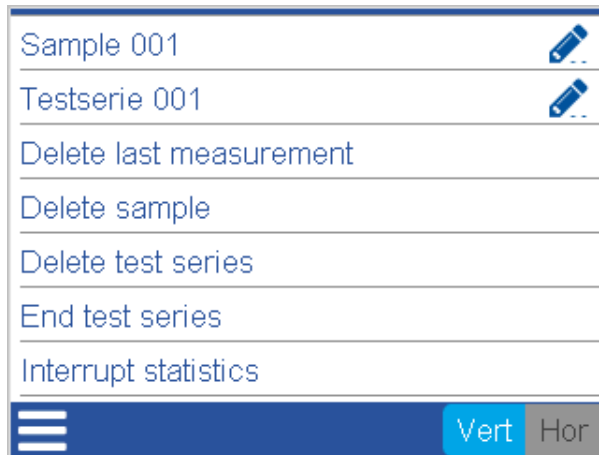 Sample 001
Testserie 001
Delete last measurement
Delete sample
Delete test series
End test series
Interrupt statistics
Vert Hor